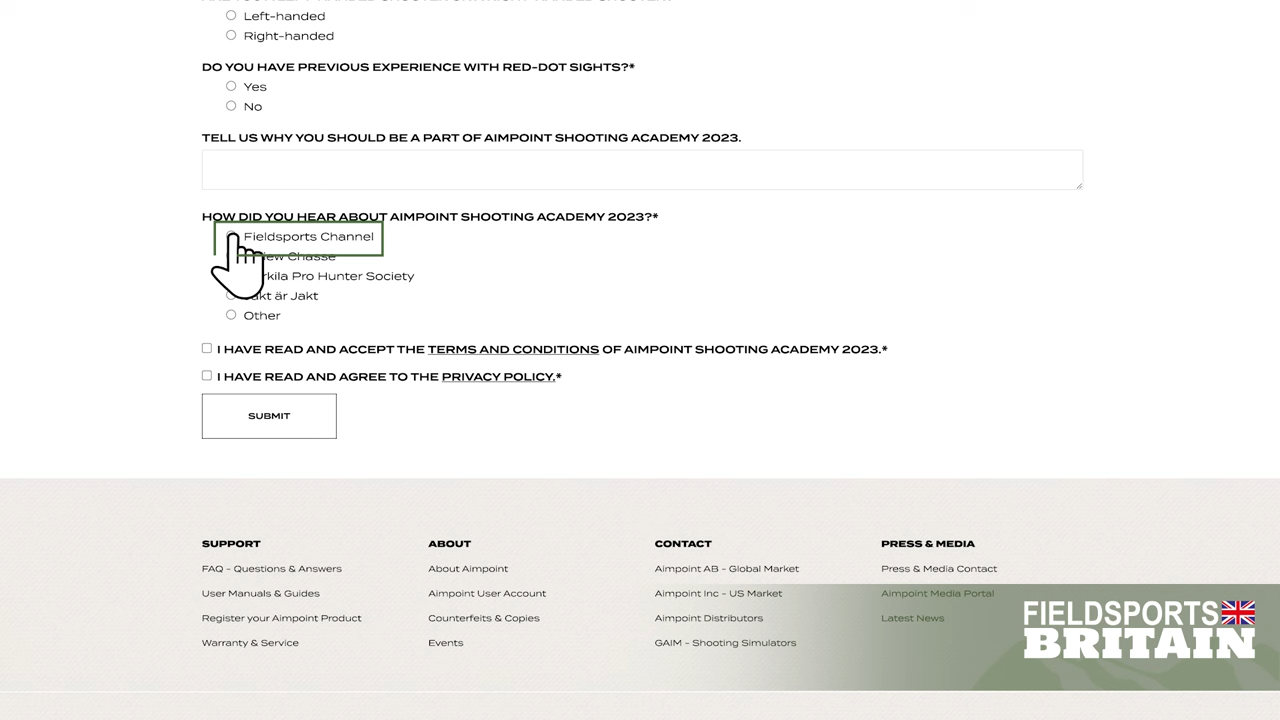 Left-handed
Right-handed
DO YOU HAVE PREVIOUS EXPERIENCE WITH RED-DOT SIGHTS?*
Yes
No
TELL US WHY YOU SHOULD BE A PART OF AIMPOINT SHOOTING ACADEMY 2023.
HOW DID YOU HEAR ABOUT AIMPOINT SHOOTING ACADEMY 2023?*
Fieldsports Channel
Chasse
Pro Hunter Society
är Jakt
Other
I HAVE READ AND ACCEPT THE TERMS AND CONDITIONS OF AIMPOINT SHOOTING ACADEMY 2023.*
I HAVE READ AND AGREE TO THE PRIVACY POLICY.*
SUBMIT
SUPPORT
FAQ - Questions & Answers
User Manuals & Guides
Register your Aimpoint Product
Warranty & Service
ABOUT
About Aimpoint
Aimpoint User Account
Counterfeits & Copies
Events
CONTACT
Aimpoint AB - Global Market
Aimpoint Inc - US Market
Aimpoint Distributors
GAIM - Shooting Simulators
PRESS & MEDIA
Press & Media Contact
Aimpoint Media Portal
Latest News
FIELDSPORTS
BRITAIN